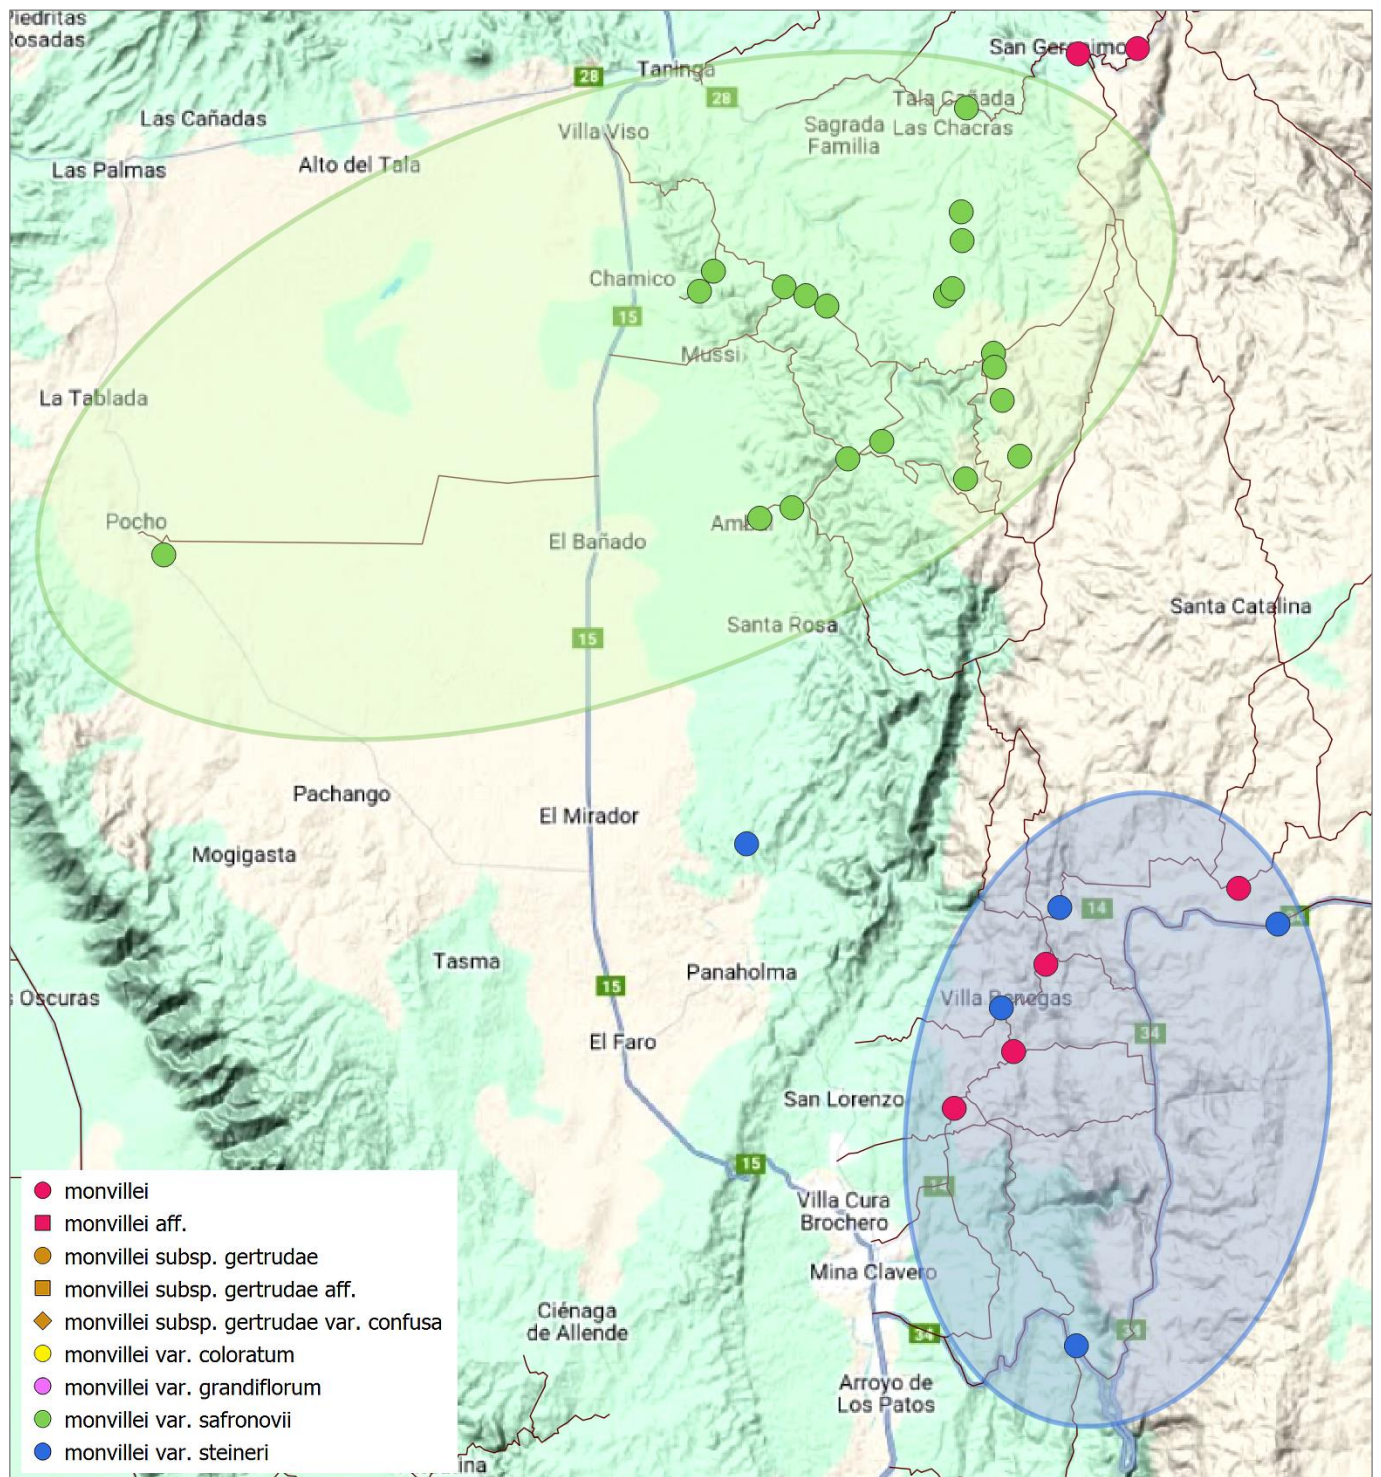 Piedritas
Rosadas
San Geronimo
Taninga
28
28
Tala Cañada
Las Cañadas
Sagrada
Familia
Las Chacras
Villa Viso
Las Palmas
Alto del Tala
Chamico
15
Mussi
La Tablada
Pocho
El Bañado
Santa Rosa
15
Santa Catalina
Pachango
El Mirador
Mogigasta
14
Tasma
Panaholma
15
s Oscuras
Villa Benegas
El Faro
34
San Lorenzo
15
Villa Cura
Brochero
Mina Clavero
Ciénaga
de Allende
34
Arroyo de
Los Patos
monvillei
monvillei aff.
monvillei subsp. gertrudae
monvillei subsp. gertrudae aff.
monvillei subsp. gertrudae var. confusa
monvillei var. coloratum
monvillei var. grandiflorum
monvillei var. safronovii
monvillei var. steineri